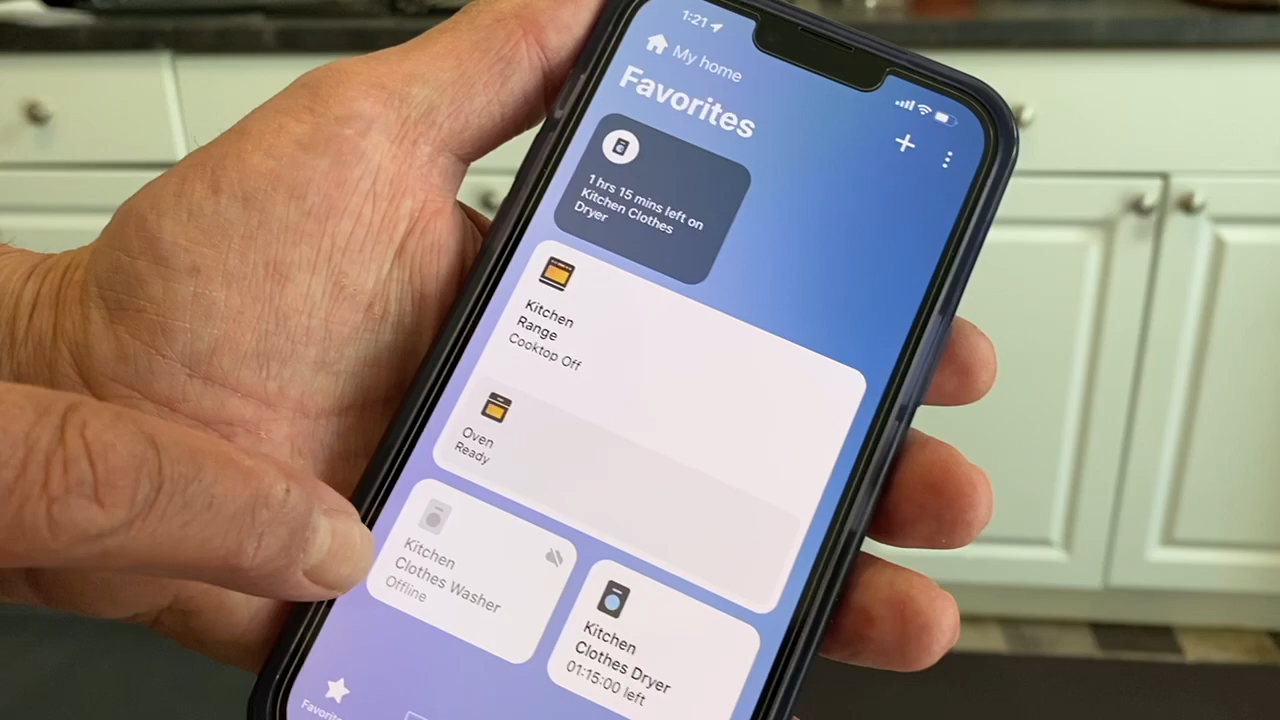 1:21
My home
Favorites
1 hrs 15 mins left on
Kitchen Clothes
Dryer
Kitchen
Range
Cooktop Off
Oven
Ready
Kitchen
Clothes Washer
Offline
Kitchen
Clothes Dryer
01:15:00 left